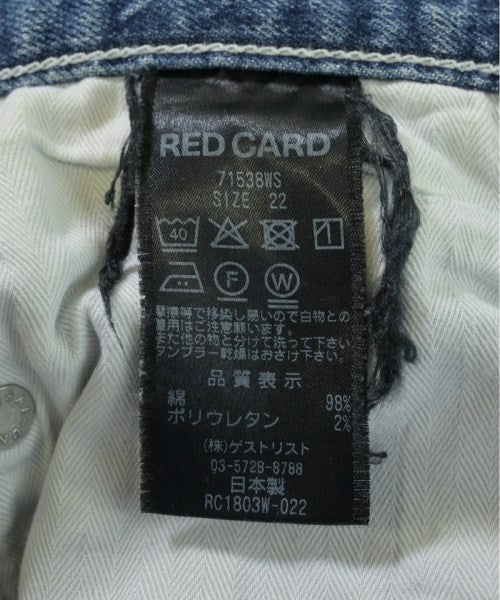 RED CARD
71538WS
SIZE 22
40
F
W
摩擦等で移染し易いので白物との
着用はご注意願います。
また他の物と分けて洗って下さい
タンブラー乾燥はおさけ下さい。
品質表示
綿 98%
ポリウレタン 2%
(株)ゲストリスト
03-5728-8788
日本製
RC1803W-022